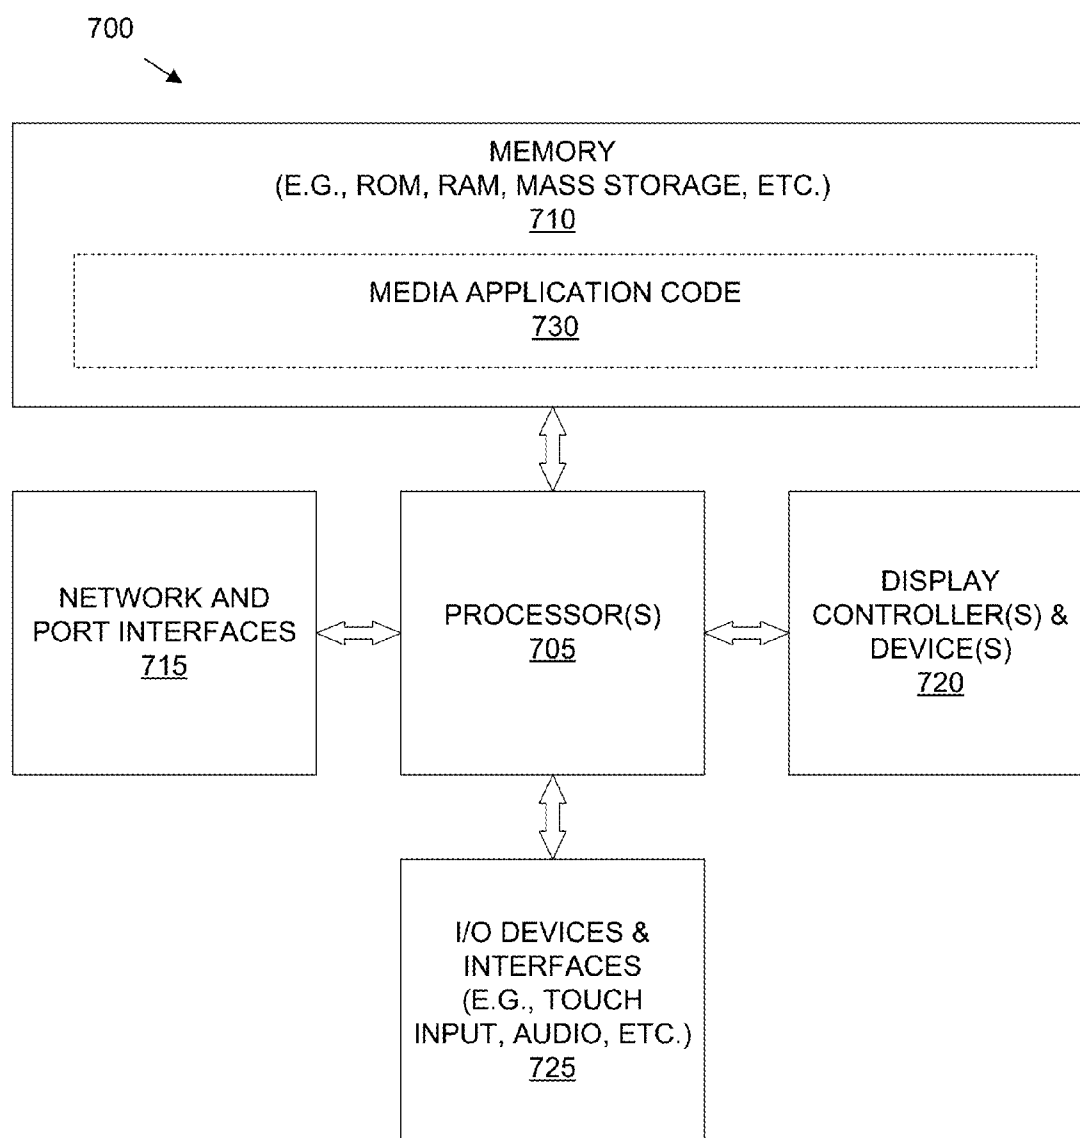 700
MEMORY
(E.G., ROM, RAM, MASS STORAGE, ETC.)
710
MEDIA APPLICATION CODE
730
NETWORK AND
PORT INTERFACES
715
PROCESSOR(S)
705
DISPLAY
CONTROLLER(S) &
DEVICE(S)
720
I/O DEVICES &
INTERFACES
(E.G., TOUCH
INPUT, AUDIO, ETC.)
725